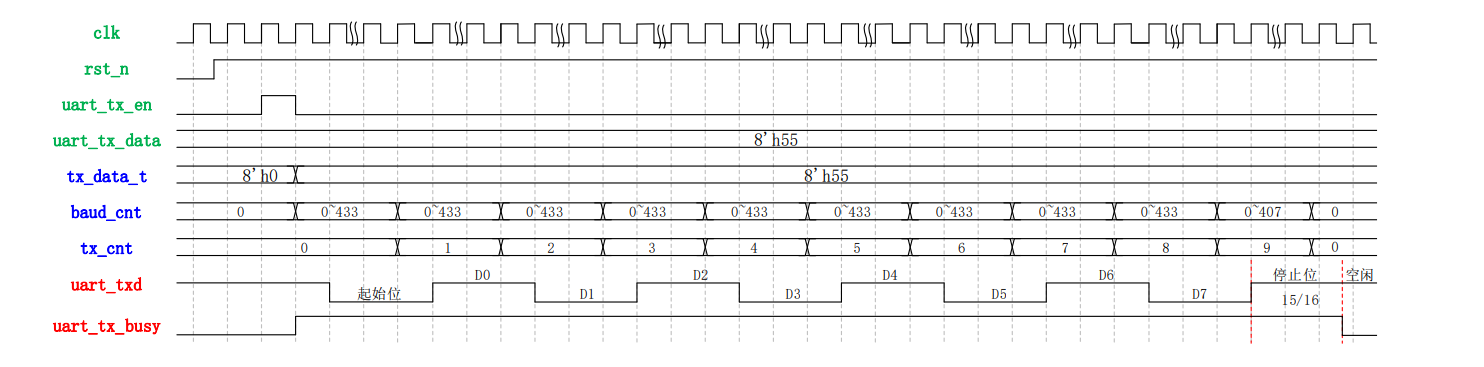 clk
rst_n
uart_tx_en
uart_tx_data 8'h55
tx_data_t 8'h0 8'h55
baud_cnt 0 0~433 0~433 0~433 0~433 0~433 0~433 0~433 0~433 0~433 0~407 0
tx_cnt 0 1 2 3 4 5 6 7 8 9 0
D0 D2 D4 D6 停止位 空闲
uart_txd 起始位 D1 D3 D5 D7 15/16
uart_tx_busy